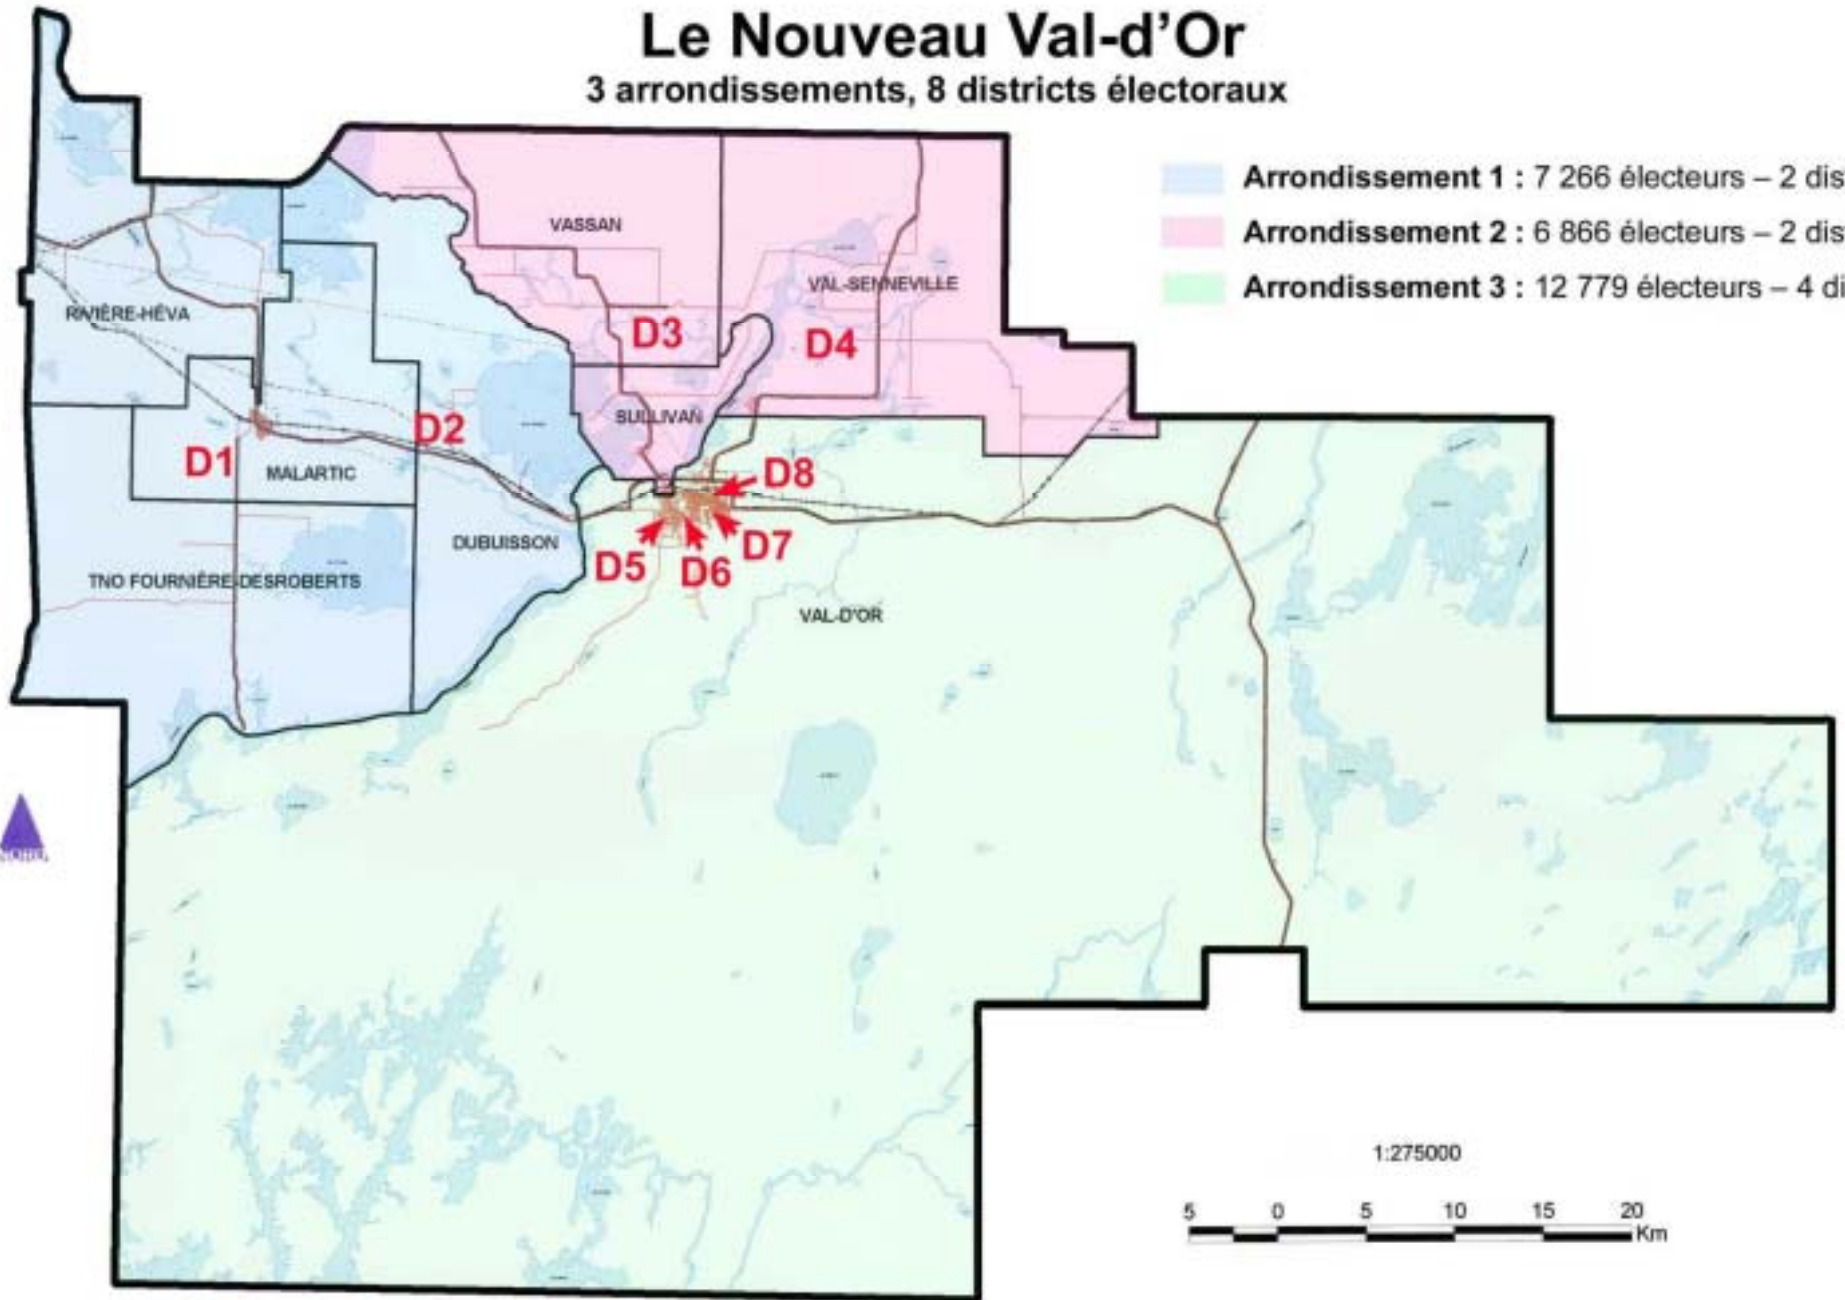 Le Nouveau Val-d'Or
3 arrondissements, 8 districts électoraux
Arrondissement 1 : 7 266 électeurs – 2 dis
Arrondissement 2 : 6 866 électeurs – 2 dis
Arrondissement 3 : 12 779 électeurs – 4 di
VASSAN
VAL-SENNEVILLE
RIVIÈRE-HÉVA
D3
D4
SULLIVAN
D2
D1
MALARTIC
D8
DUBUISSON
D7
D5
D6
TNO FOURNIÈRE-DESROBERTS
VAL-D'OR
1:275000
5 0 5 10 15 20
Km